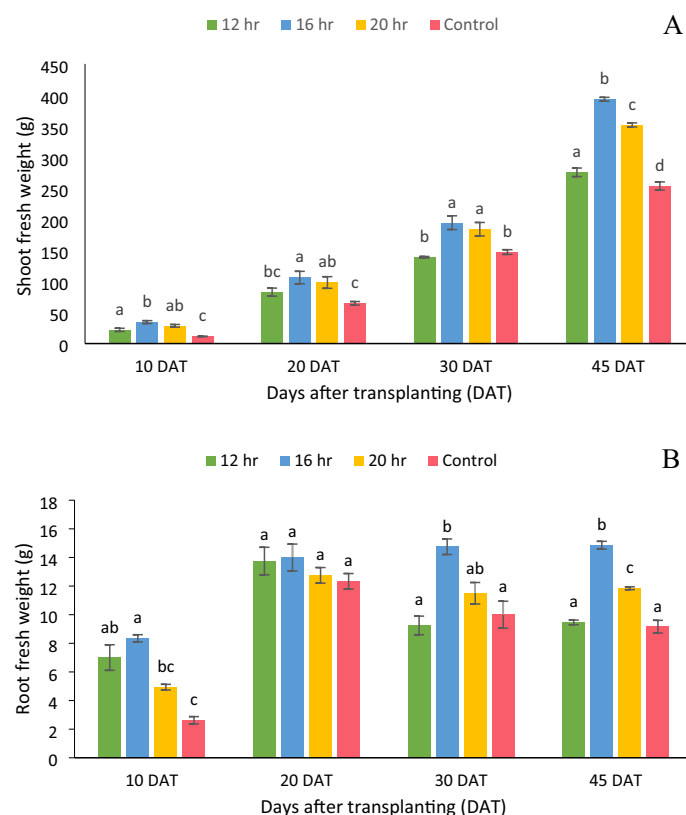 12 hr 16 hr 20 hr Control
A
Shoot fresh weight (g)
450
400
350
300
250
200
150
100
50
0
a b ab c
bc a ab c
b a a b
a b c d
10 DAT 20 DAT 30 DAT 45 DAT
Days after transplanting (DAT)
12 hr 16 hr 20 hr Control
B
Root fresh weight (g)
18
16
14
12
10
8
6
4
2
0
ab a bc c
a a a a
a b ab a
a b c a
10 DAT 20 DAT 30 DAT 45 DAT
Days after transplanting (DAT)